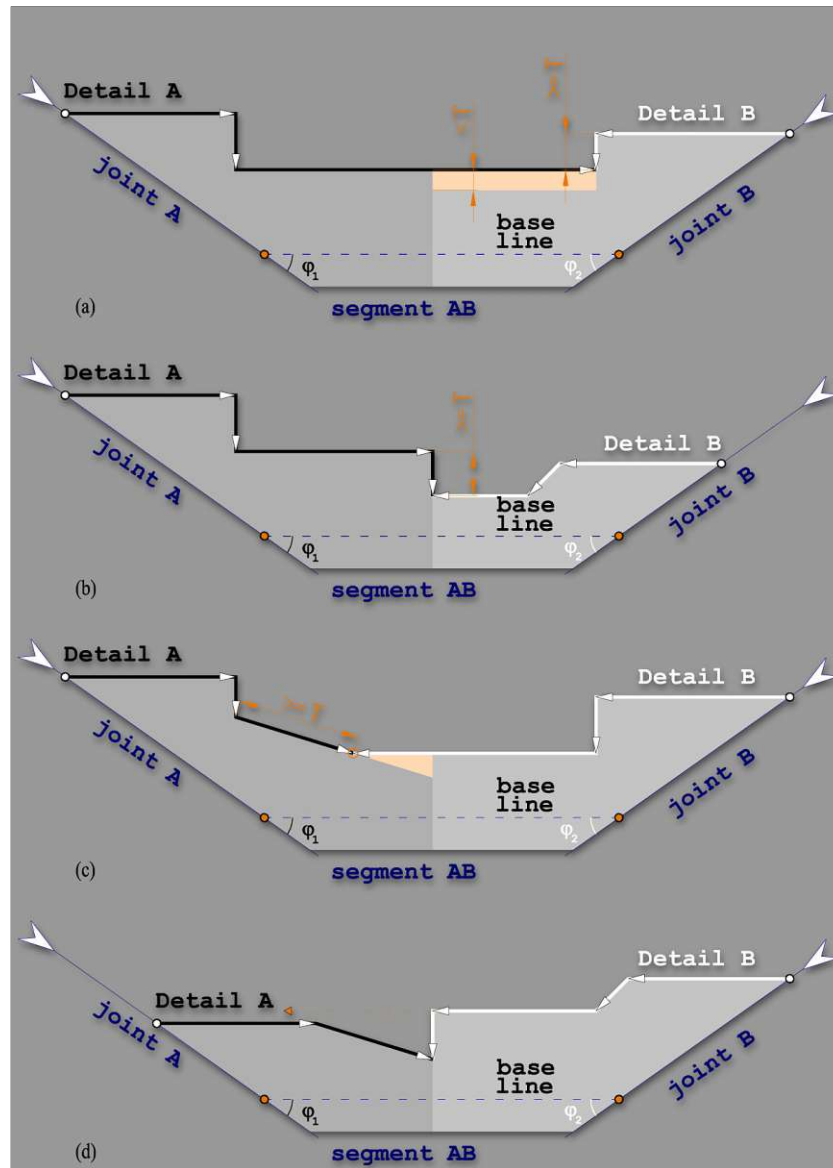 Detail A
Detail B
joint A
joint B
base
line
φ1
φ2
segment AB
(a)
Detail A
Detail B
joint A
joint B
base
line
φ1
φ2
segment AB
(b)
Detail A
Detail B
joint A
joint B
base
line
φ1
φ2
segment AB
(c)
Detail B
Detail A
joint A
joint B
base
line
φ1
φ2
segment AB
(d)